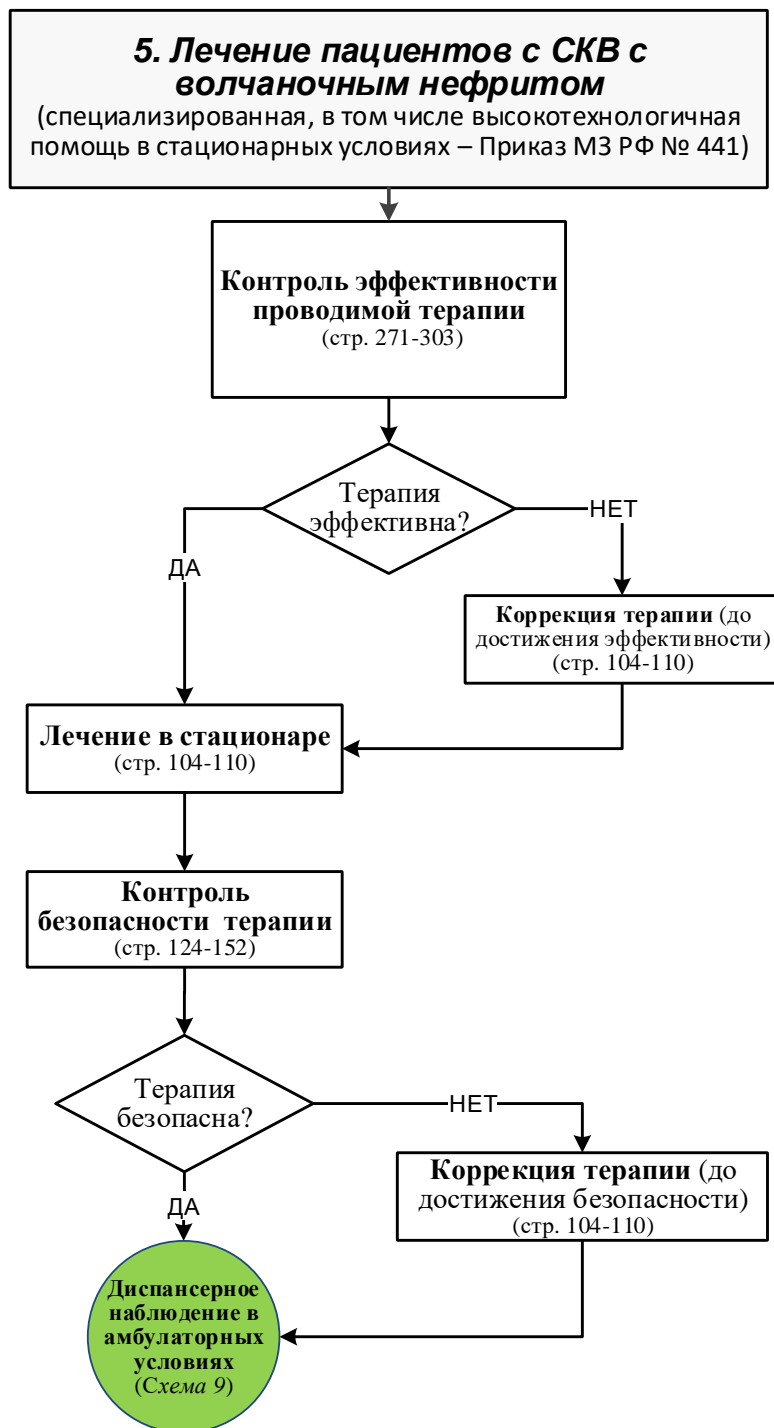 5. Лечение пациентов с СКВ с
волчаночным нефритом
(специализированная, в том числе высокотехнологичная
помощь в стационарных условиях – Приказ МЗ РФ № 441)
Контроль эффективности
проводимой терапии
(стр. 271-303)
Терапия
эффективна?
НЕТ
ДА
Коррекция терапии (до
достижения эффективности)
(стр. 104-110)
Лечение в стационаре
(стр. 104-110)
Контроль
безопасности терапии
(стр. 124-152)
Терапия
безопасна?
НЕТ
ДА
Коррекция терапии (до
достижения безопасности)
(стр. 104-110)
Диспансерное
наблюдение в
амбулаторных
условиях
(Схема 9)